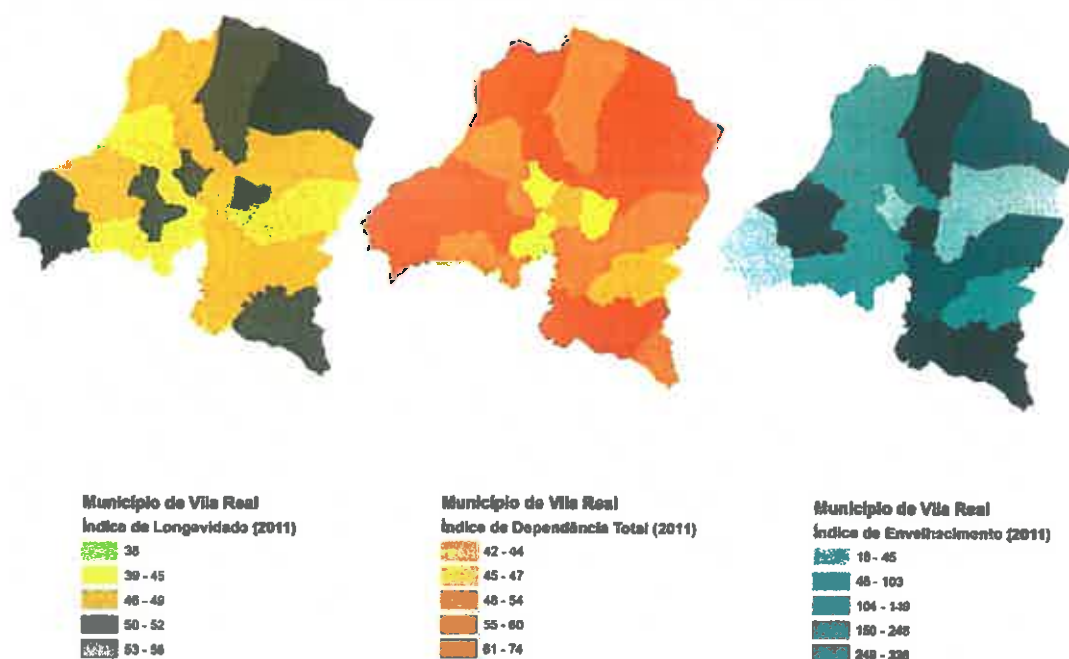 Município de Vila Real
Índice de Longevidade (2011)
38
39 - 45
46 - 49
50 - 52
53 - 56
Município de Vila Real
Índice de Dependência Total (2011)
42 - 44
45 - 47
48 - 54
55 - 60
61 - 74
Município de Vila Real
Índice de Envelhecimento (2011)
46 - 103
104 - 149